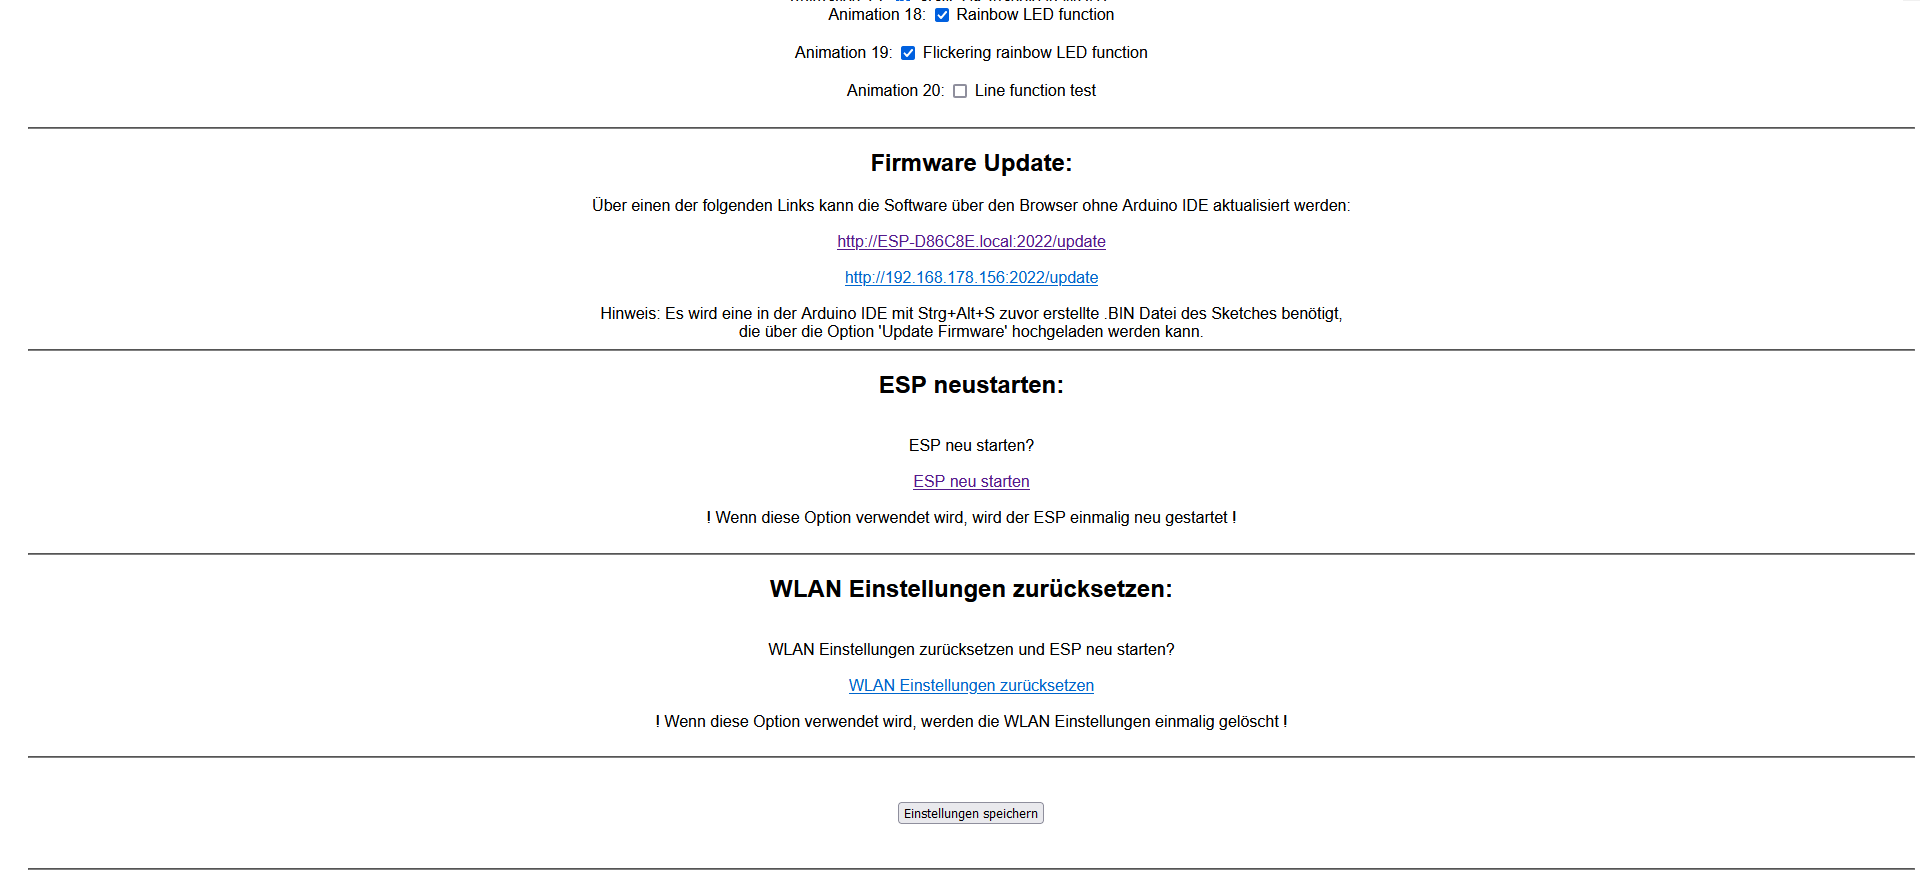 Animation 18: Rainbow LED function
Animation 19: Flickering rainbow LED function
Animation 20: Line function test
Firmware Update:
Über einen der folgenden Links kann die Software über den Browser ohne Arduino IDE aktualisiert werden:
http://ESP-D86C8E.local:2022/update
http://192.168.178.156:2022/update
Hinweis: Es wird eine in der Arduino IDE mit Strg+Alt+S zuvor erstellte .BIN Datei des Sketches benötigt,
die über die Option 'Update Firmware' hochgeladen werden kann.
ESP neustarten:
ESP neu starten?
ESP neu starten
! Wenn diese Option verwendet wird, wird der ESP einmalig neu gestartet !
WLAN Einstellungen zurücksetzen:
WLAN Einstellungen zurücksetzen und ESP neu starten?
WLAN Einstellungen zurücksetzen
! Wenn diese Option verwendet wird, werden die WLAN Einstellungen einmalig gelöscht !
Einstellungen speichern